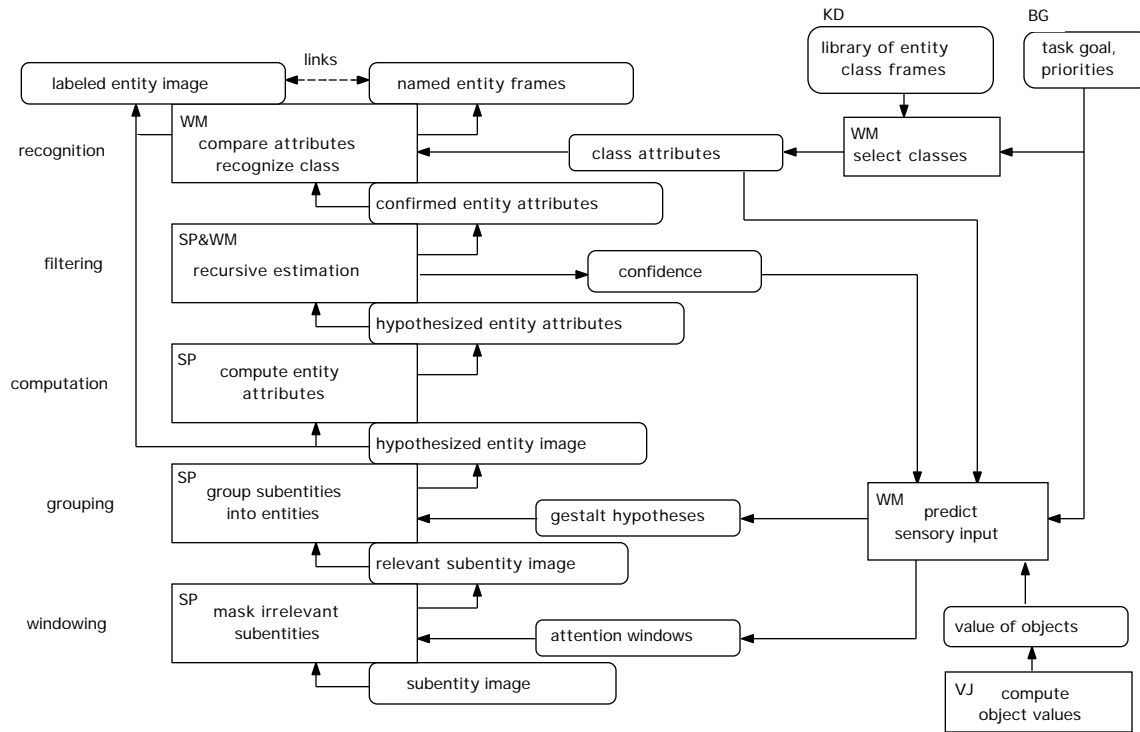 KD
BG
library of entity
class frames
task goal,
priorities
links
labeled entity image
named entity frames
WM
compare attributes
recognize class
recognition
class attributes
WM
select classes
confirmed entity attributes
SP&WM
recursive estimation
filtering
confidence
hypothesized entity attributes
SP
compute entity
attributes
computation
hypothesized entity image
SP
group subentities
into entities
grouping
gestalt hypotheses
WM
predict
sensory input
relevant subentity image
SP
mask irrelevant
subentities
windowing
attention windows
value of objects
subentity image
VJ
compute
object values